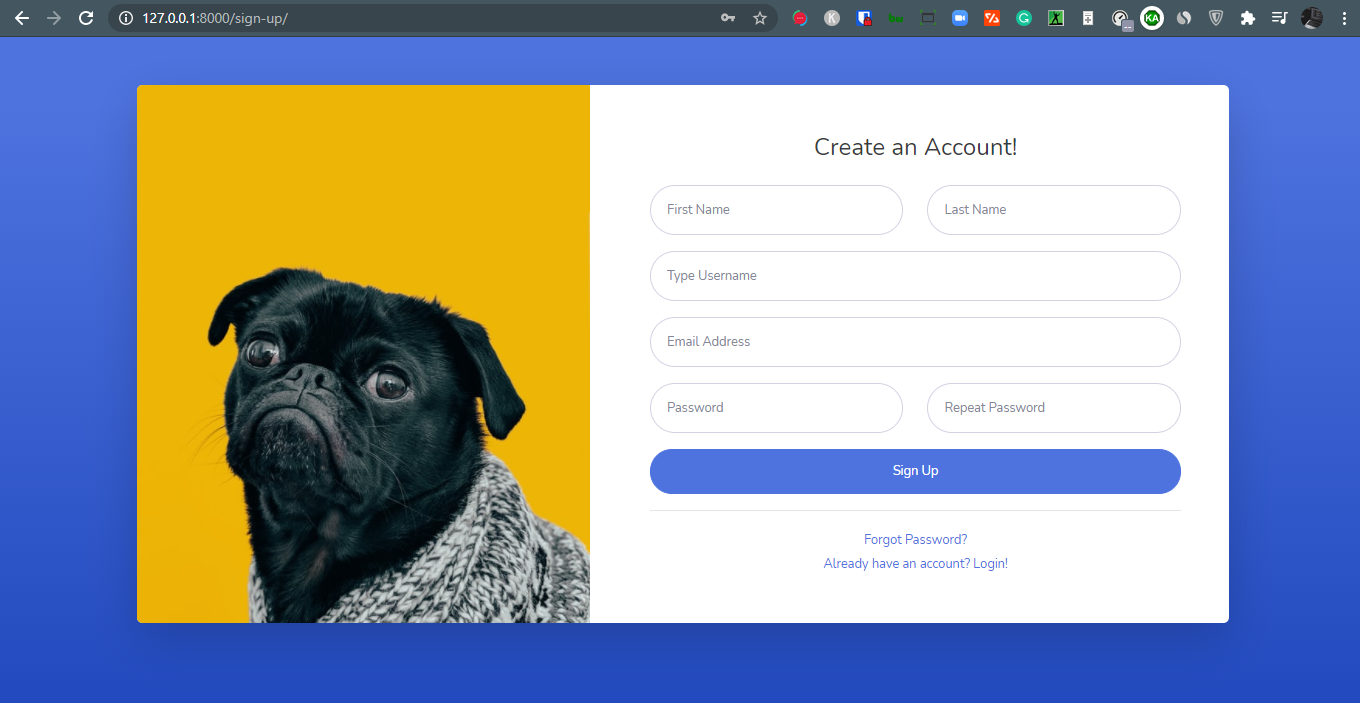 127.0.0.1:8000/sign-up/
K
G
KA
Create an Account!
First Name
Last Name
Type Username
Email Address
Password
Repeat Password
Sign Up
Forgot Password?
Already have an account? Login!